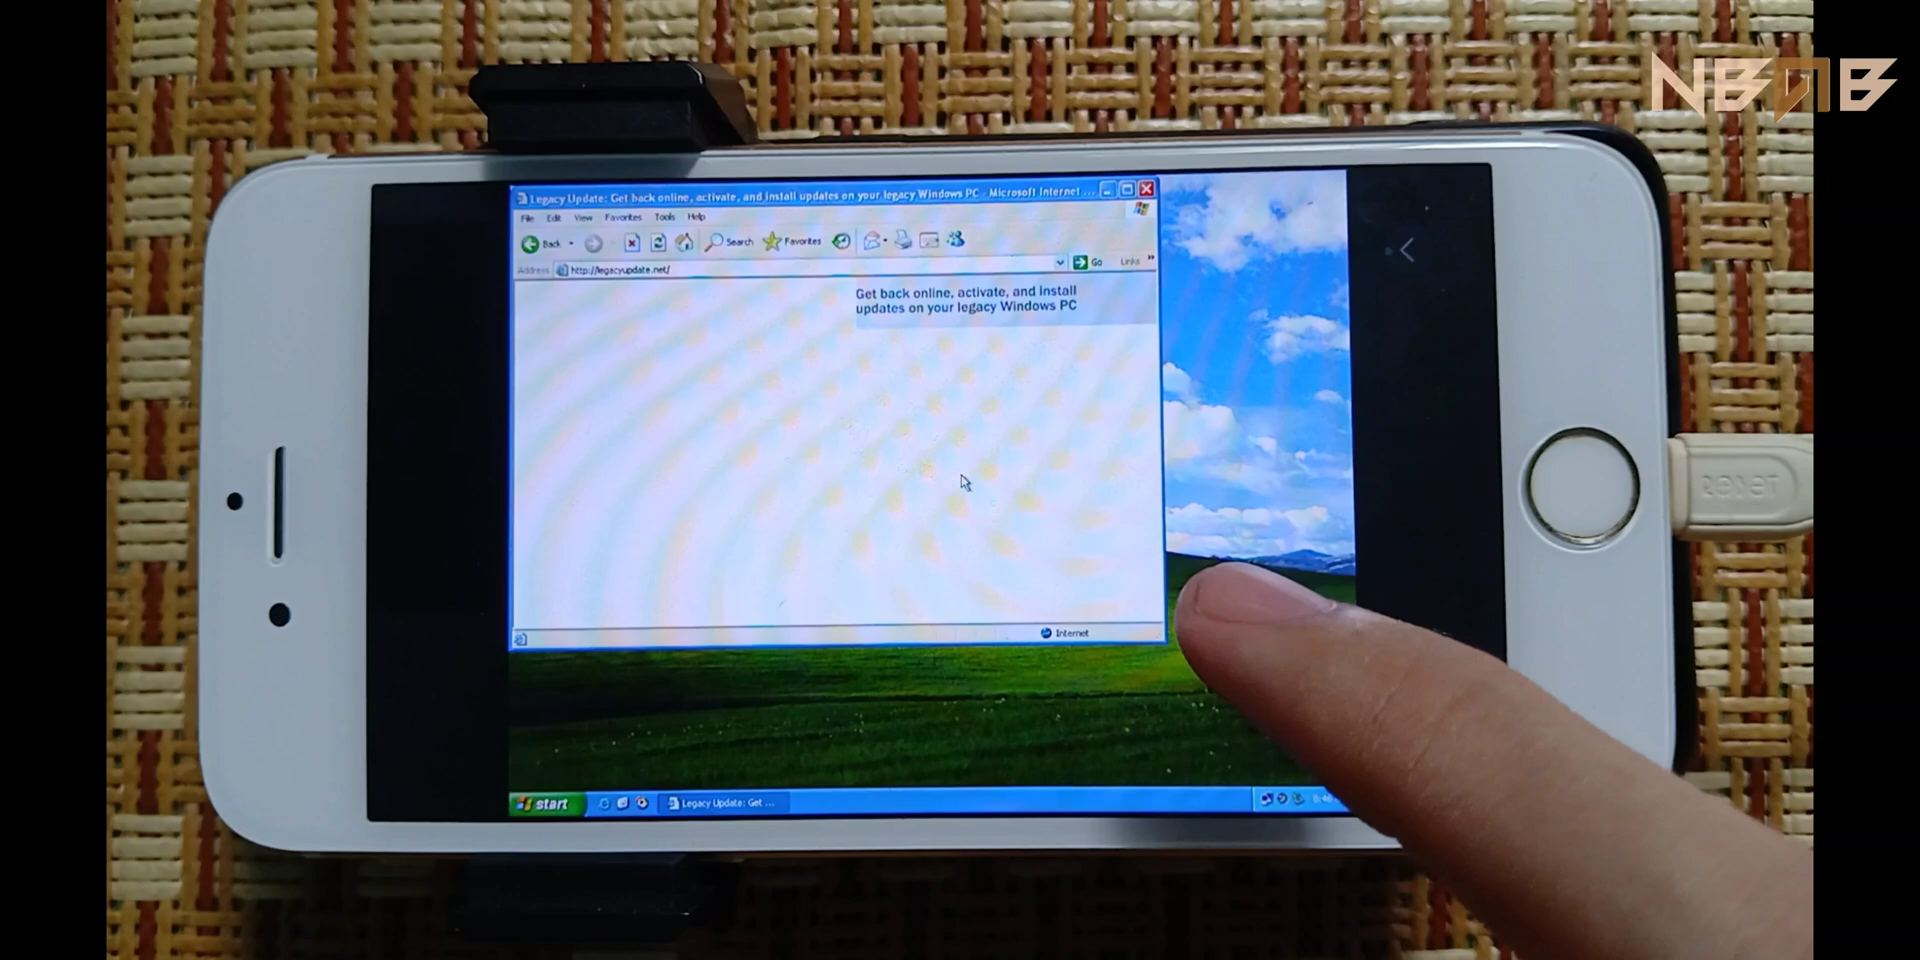 Legacy Update: Get back online, activate, and install updates on your legacy Windows PC - Microsoft Internet ...
File Edit View Favorites Tools Help
Back Search Favorites
Address http://legacyupdate.net/ Go Links »
Get back online, activate, and install
updates on your legacy Windows PC
Internet
start Legacy Update: Get ...